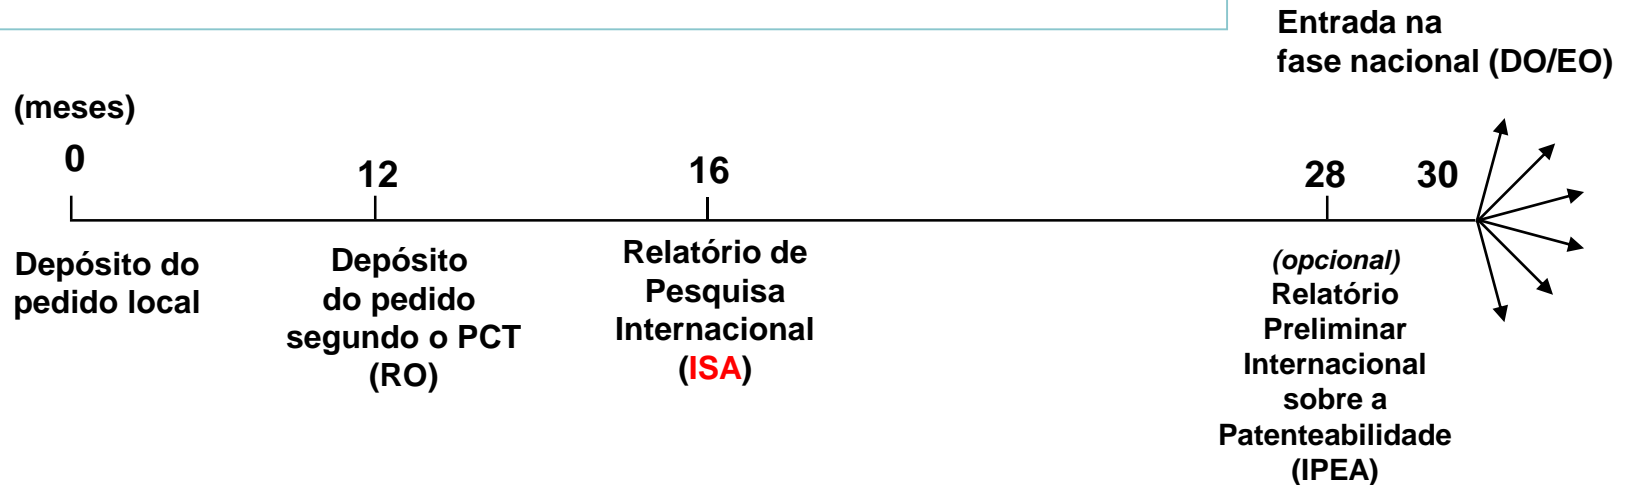 Entrada na
fase nacional (DO/EO)
(meses)
0
12
16
28
30
Depósito do
pedido local
Depósito
do pedido
segundo o PCT
(RO)
Relatório de
Pesquisa
Internacional
(ISA)
(opcional)
Relatório
Preliminar
Internacional
sobre a
Patenteabilidade
(IPEA)